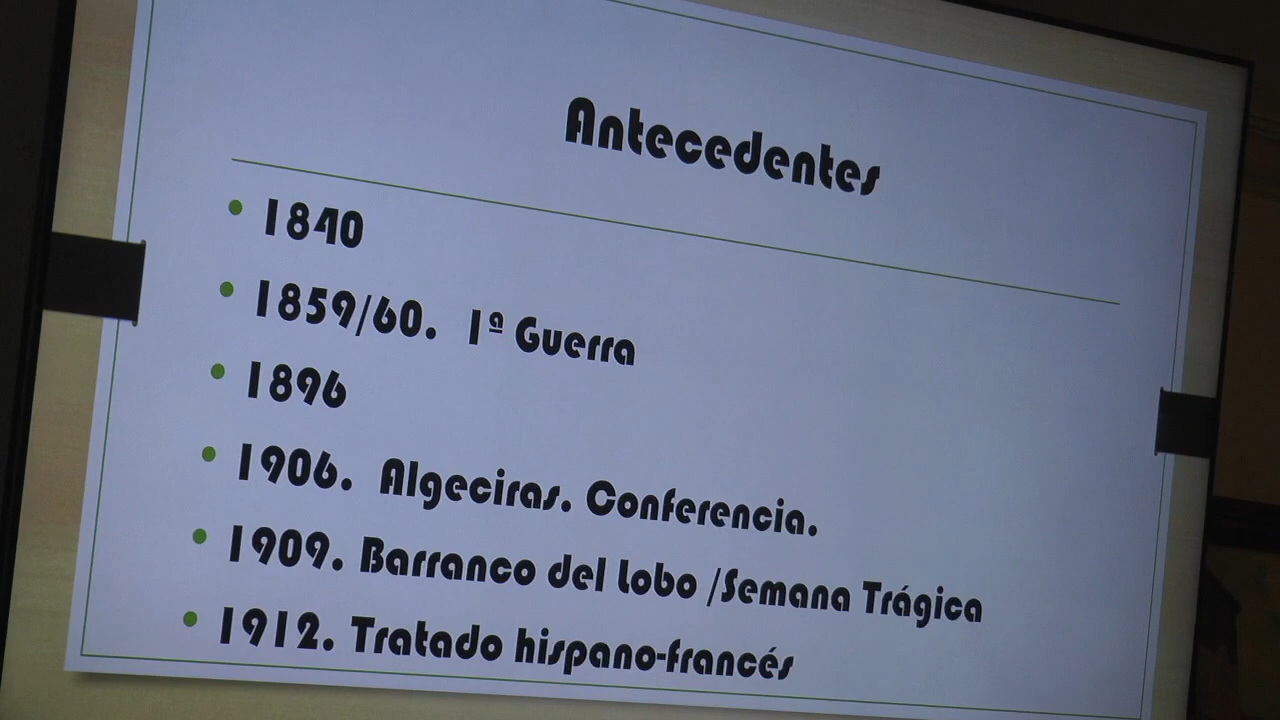 Antecedentes
1840
1859/60. 1ª Guerra
1896
1906. Algeciras. Conferencia.
1909. Barranco del Lobo /Semana Trágica
1912. Tratado hispano-francés